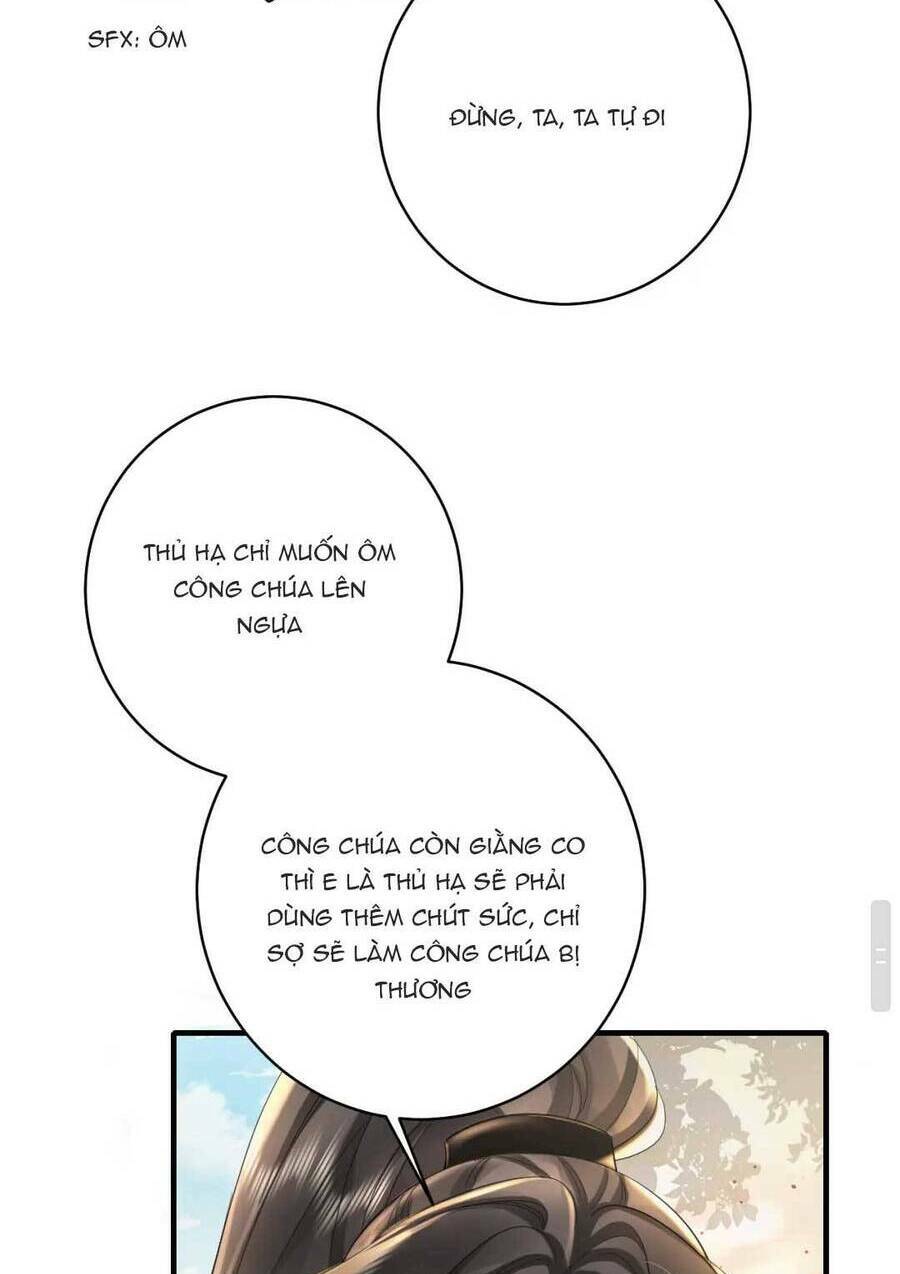 SFX: ÔM
ĐỪNG, TA, TA TỰ ĐI
THỦ HẠ CHỈ MUỐN ÔM
CÔNG CHÚA LÊN
NGỰA
CÔNG CHÚA CÒN GIẰNG CO
THÌ E LÀ THỦ HẠ SẼ PHẢI
DÙNG THÊM CHÚT SỨC, CHỈ
SỢ SẼ LÀM CÔNG CHÚA BỊ
THƯƠNG